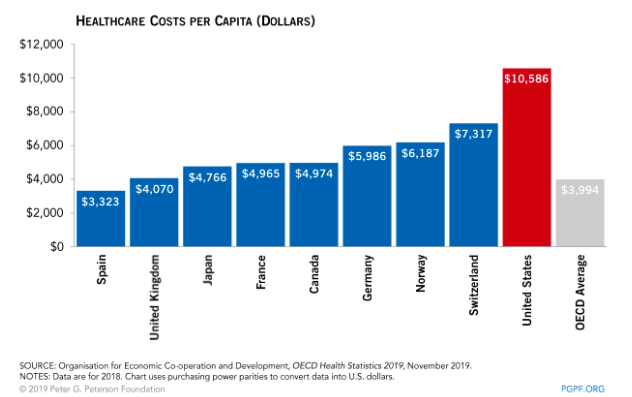 HEALTHCARE COSTS PER CAPITA (DOLLARS)
$12,000
$10,000
$8,000
$6,000
$4,000
$2,000
$0
$3,323
$4,070
$4,766
$4,965
$4,974
$5,986
$6,187
$7,317
$10,586
$3,994
Spain
United Kingdom
Japan
France
Canada
Germany
Norway
Switzerland
United States
OECD Average
SOURCE: Organisation for Economic Co-operation and Development, OECD Health Statistics 2019, November 2019.
NOTES: Data are for 2018. Chart uses purchasing power parities to convert data into U.S. dollars.
© 2019 Peter G. Peterson Foundation
PGPF.ORG